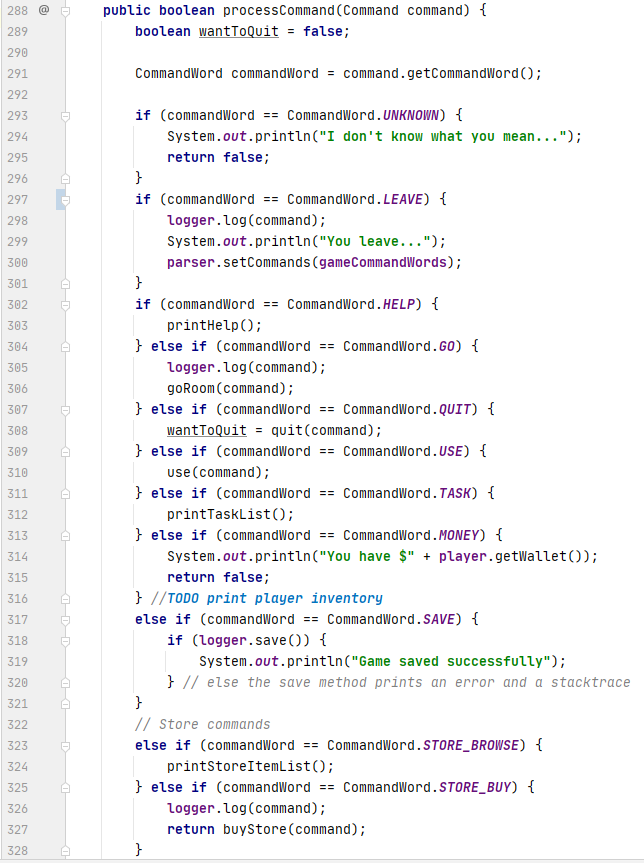 288 @ public boolean processCommand(Command command) {
289 boolean wantToQuit = false;
290
291 CommandWord commandWord = command.getCommandWord();
292
293 if (commandWord == CommandWord.UNKNOWN) {
294 System.out.println("I don't know what you mean...");
295 return false;
296 }
297 if (commandWord == CommandWord.LEAVE) {
298 logger.log(command);
299 System.out.println("You leave...");
300 parser.setCommands(gameCommandWords);
301 }
302 if (commandWord == CommandWord.HELP) {
303 printHelp();
304 } else if (commandWord == CommandWord.GO) {
305 logger.log(command);
306 goRoom(command);
307 } else if (commandWord == CommandWord.QUIT) {
308 wantToQuit = quit(command);
309 } else if (commandWord == CommandWord.USE) {
310 use(command);
311 } else if (commandWord == CommandWord.TASK) {
312 printTaskList();
313 } else if (commandWord == CommandWord.MONEY) {
314 System.out.println("You have $" + player.getWallet());
315 return false;
316 } //TODO print player inventory
317 else if (commandWord == CommandWord.SAVE) {
318 if (logger.save()) {
319 System.out.println("Game saved successfully");
320 } // else the save method prints an error and a stacktrace
321 }
322 // Store commands
323 else if (commandWord == CommandWord.STORE_BROWSE) {
324 printStoreItemList();
325 } else if (commandWord == CommandWord.STORE_BUY) {
326 logger.log(command);
327 return buyStore(command);
328 }